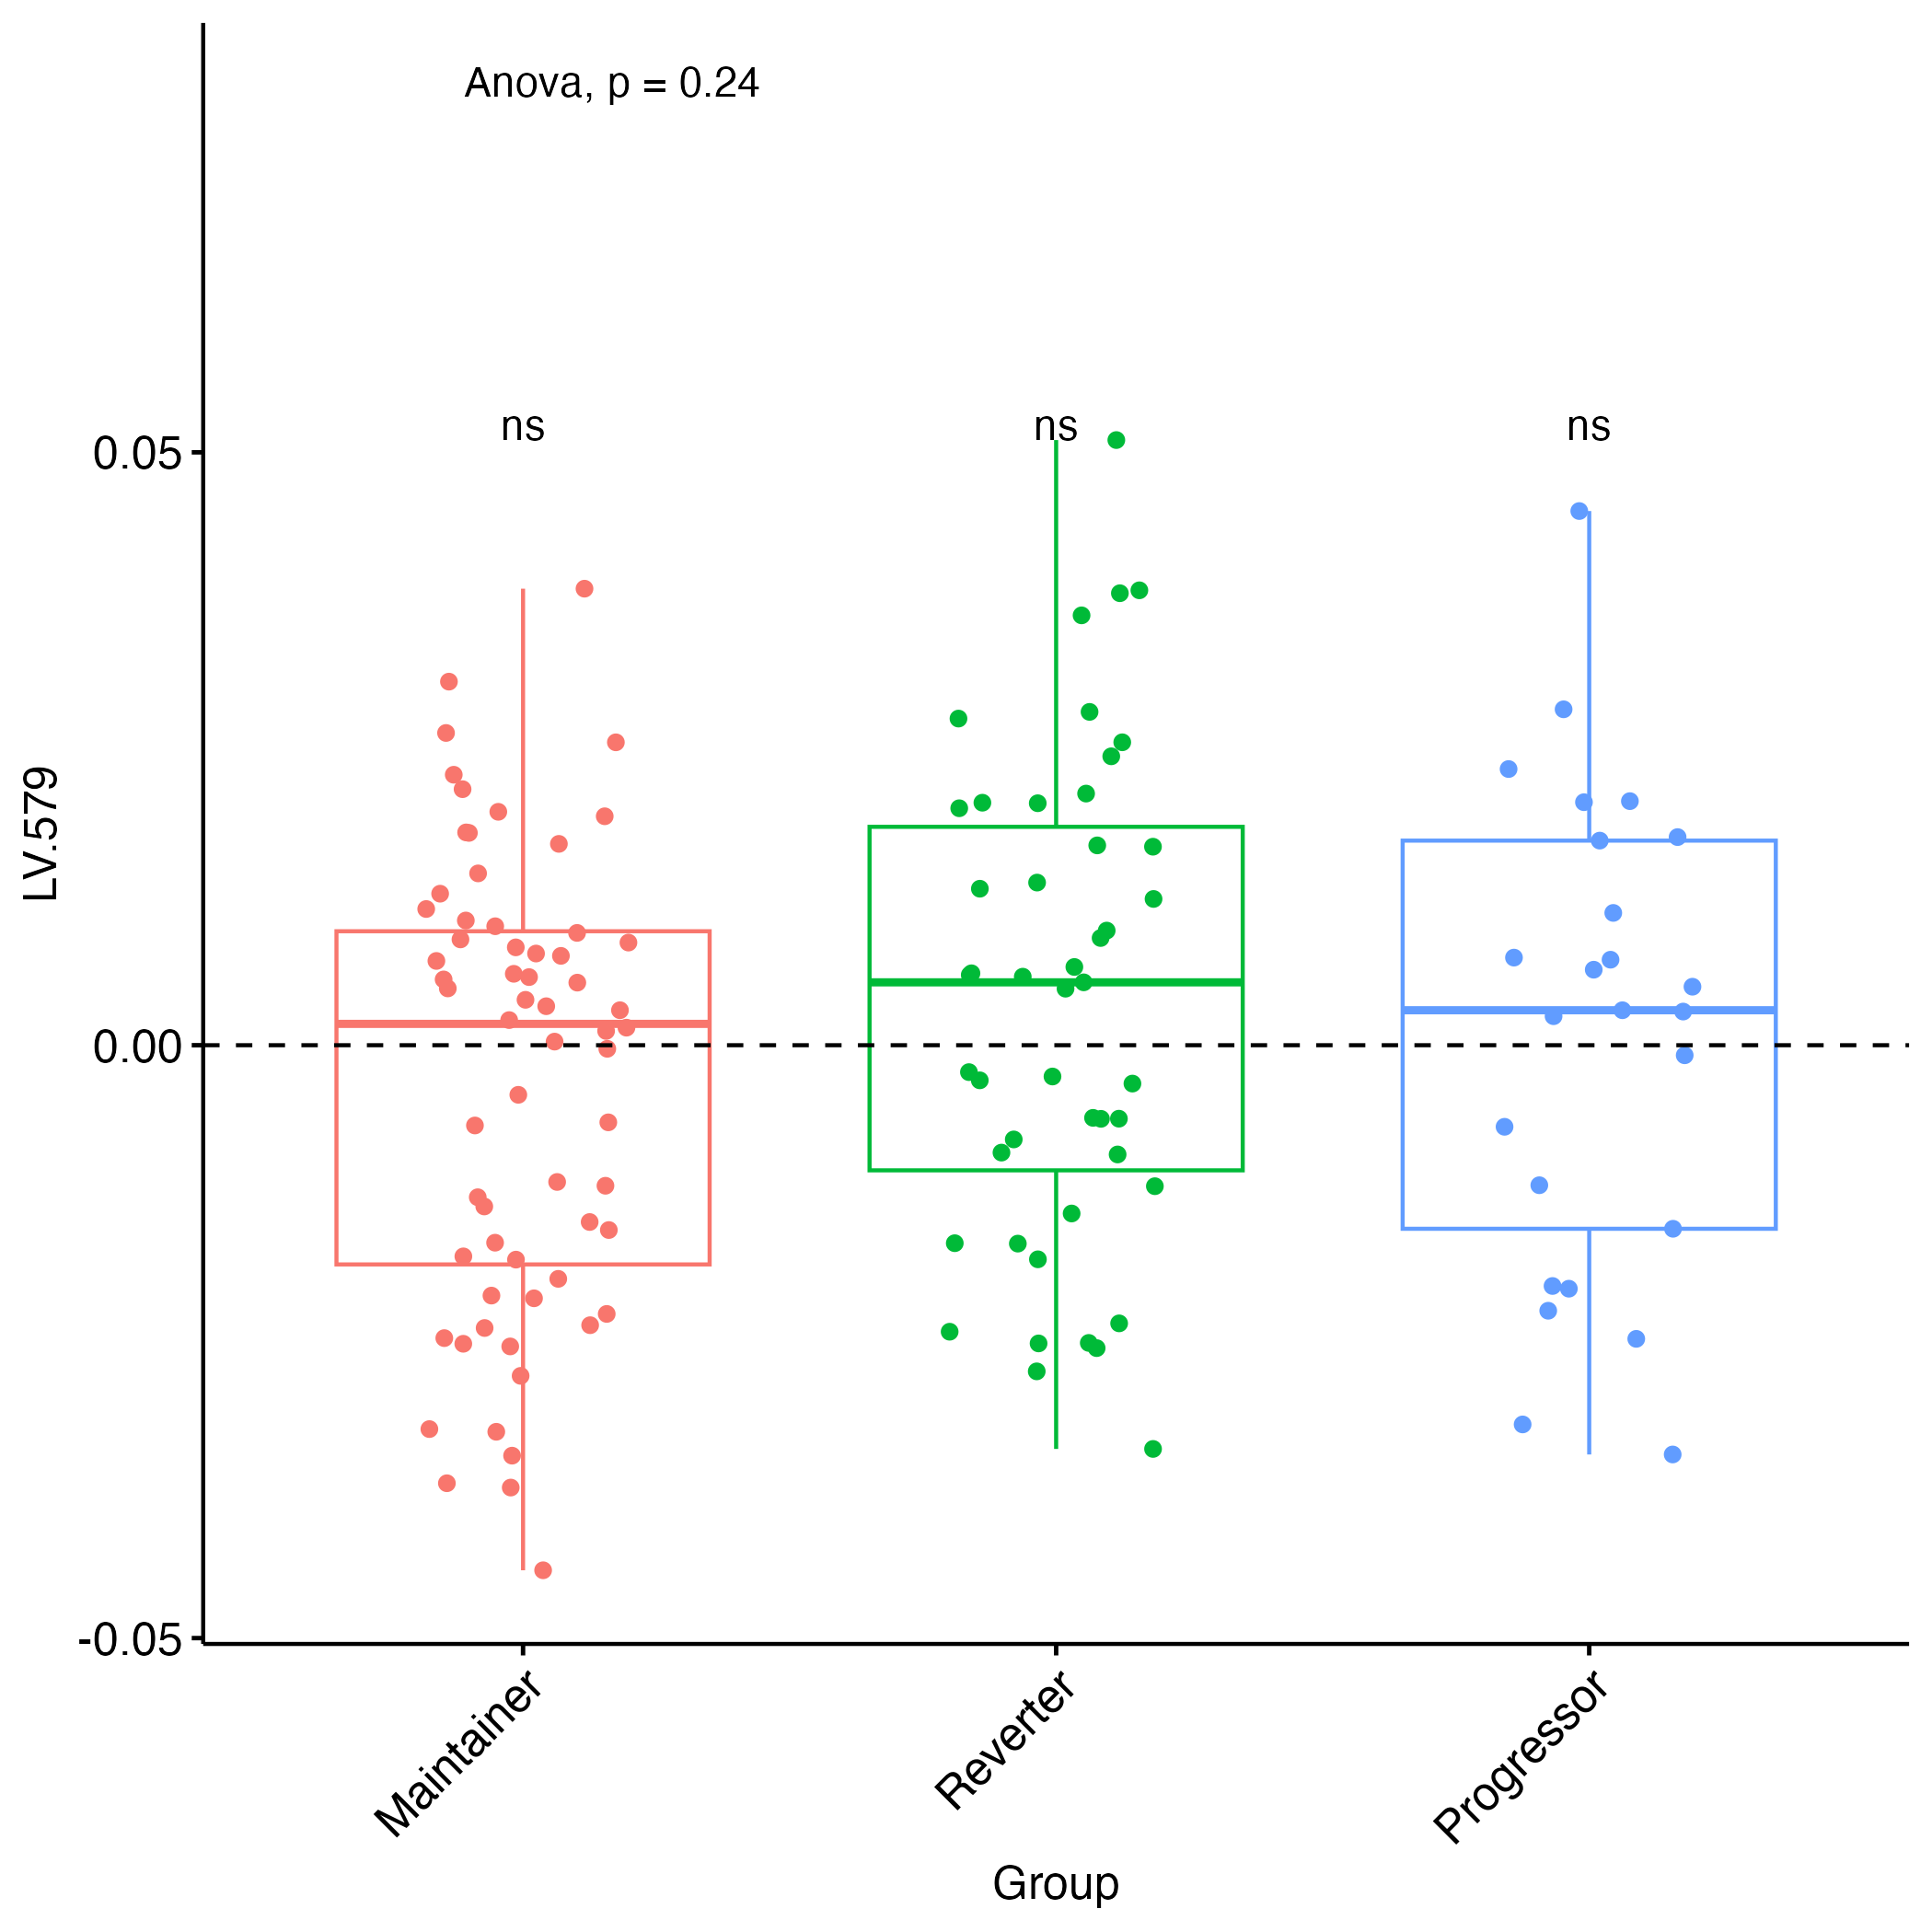 Anova, p = 0.24
ns
ns
ns
0.05
0.00
-0.05
LV.579
Maintainer
Reverter
Progressor
Group